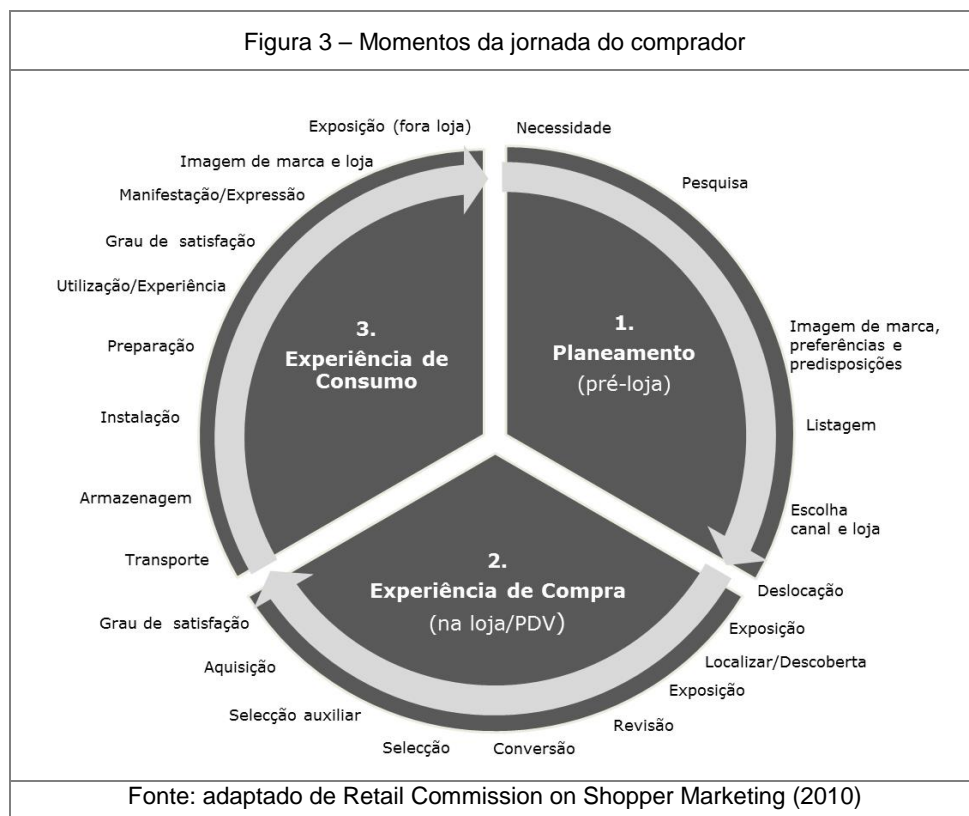 Figura 3 – Momentos da jornada do comprador
Exposição (fora loja)
Necessidade
Imagem de marca e loja
Pesquisa
Manifestação/Expressão
Grau de satisfação
Utilização/Experiência
Preparação
Instalação
Armazenagem
Transporte
3.
Experiência de
Consumo
1.
Planeamento
(pré-loja)
Imagem de marca,
preferências e
predisposições
Listagem
Escolha
canal e loja
Deslocação
2.
Experiência de Compra
(na loja/PDV)
Exposição
Localizar/Descoberta
Exposição
Revisão
Conversão
Selecção
Selecção auxiliar
Aquisição
Grau de satisfação
Fonte: adaptado de Retail Commission on Shopper Marketing (2010)